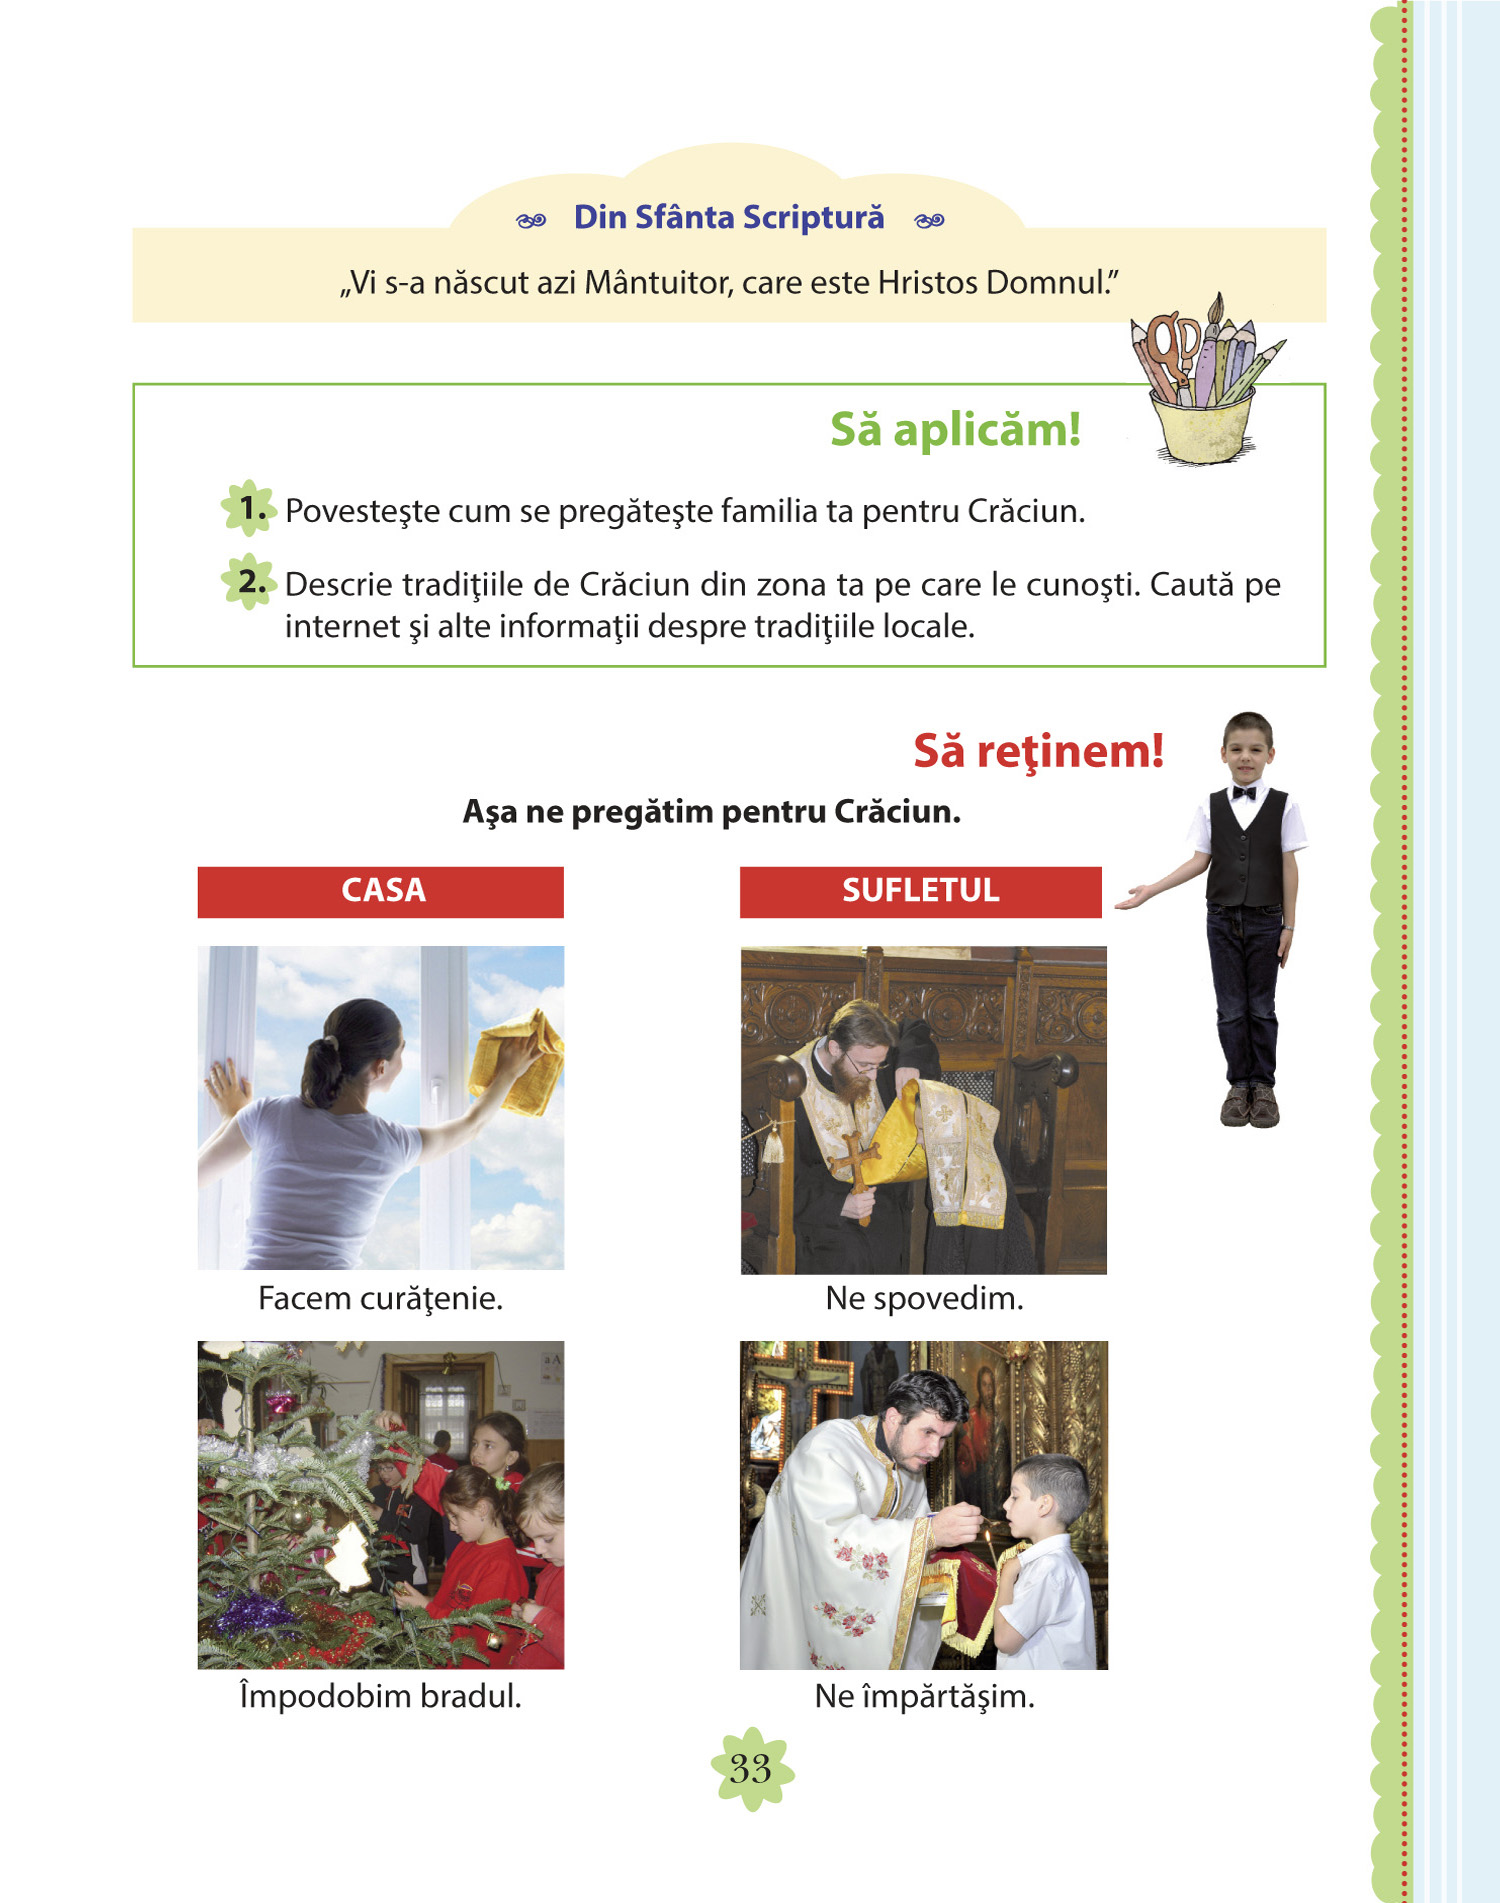 Din Sfânta Scriptură
„Vi s-a născut azi Mântuitor, care este Hristos Domnul.”
Să aplicăm!
1. Povesteşte cum se pregăteşte familia ta pentru Crăciun.
2. Descrie tradiţiile de Crăciun din zona ta pe care le cunoşti. Caută pe
internet şi alte informaţii despre tradiţiile locale.
Să reţinem!
Aşa ne pregătim pentru Crăciun.
CASA
SUFLETUL
Facem curăţenie.
Ne spovedim.
a A
Împodobim bradul.
Ne împărtăşim.
33